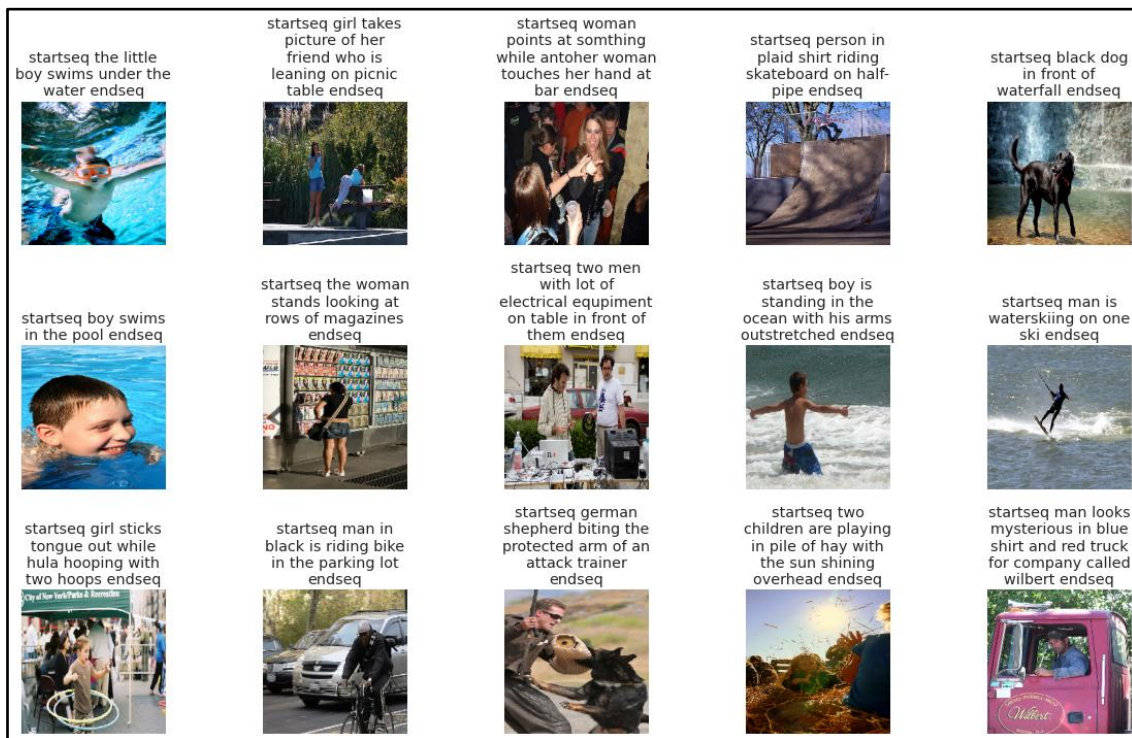 startseq the little
boy swims under the
water endseq
startseq girl takes
picture of her
friend who is
leaning on picnic
table endseq
startseq woman
points at somthing
while antoher woman
touches her hand at
bar endseq
startseq person in
plaid shirt riding
skateboard on half-
pipe endseq
startseq black dog
in front of
waterfall endseq
startseq boy swims
in the pool endseq
startseq the woman
stands looking at
rows of magazines
endseq
startseq two men
with lot of
electrical equpiment
on table in front of
them endseq
startseq boy is
standing in the
ocean with his arms
outstretched endseq
startseq man is
waterskiing on one
ski endseq
startseq girl sticks
tongue out while
hula hooping with
two hoops endseq
City of New York/Parks & Recreation
startseq man in
black is riding bike
in the parking lot
endseq
startseq german
shepherd biting the
protected arm of an
attack trainer
endseq
startseq two
children are playing
in pile of hay with
the sun shining
overhead endseq
startseq man looks
mysterious in blue
shirt and red truck
for company called
wilbert endseq
Wilbert